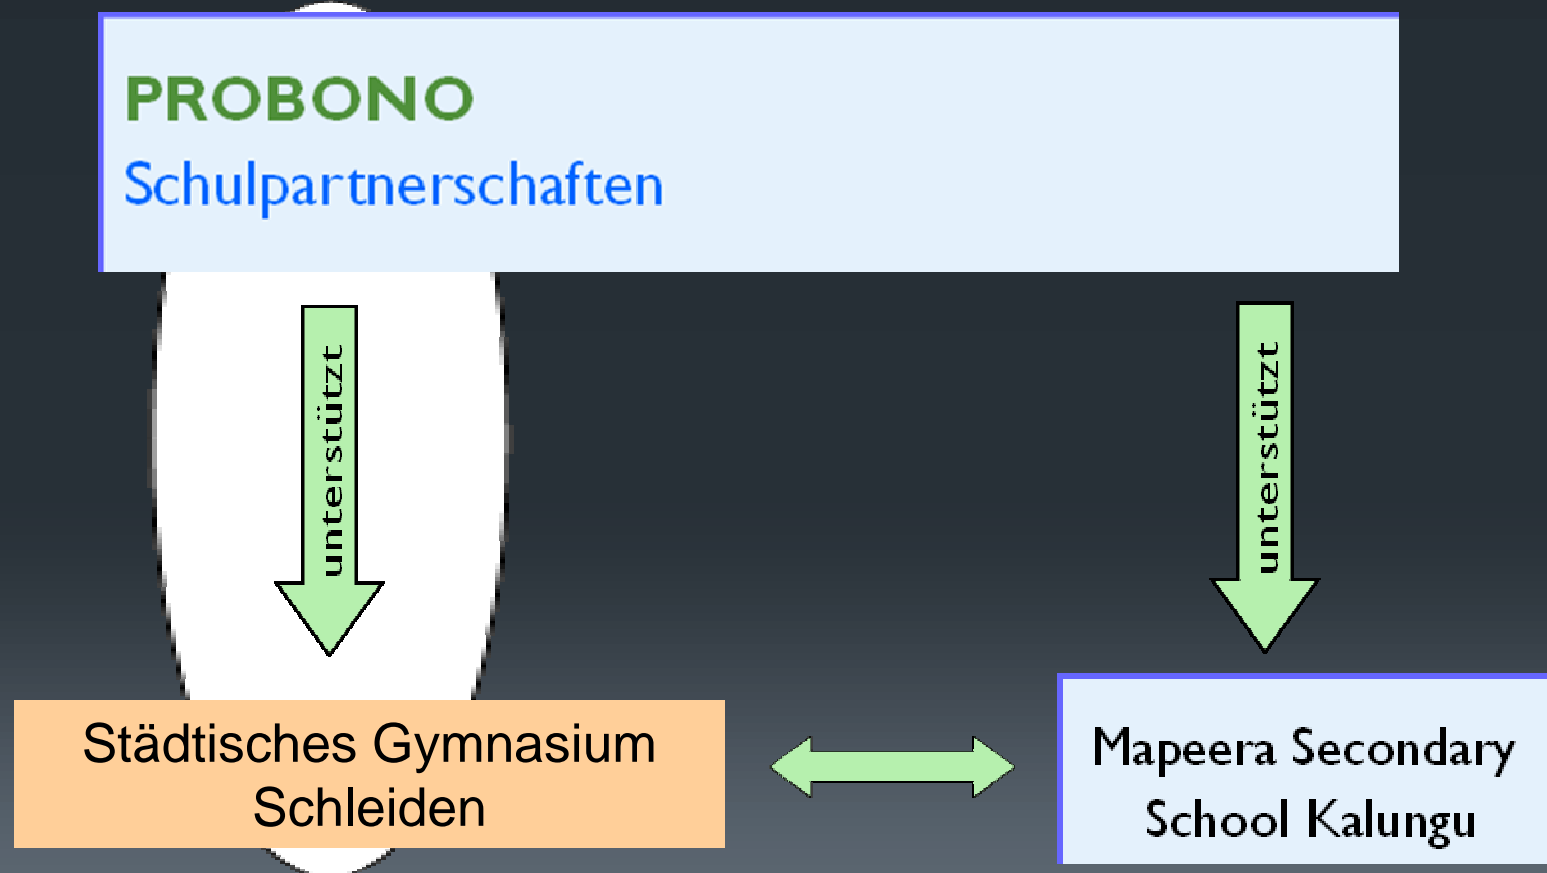 PROBONO
Schulpartnerschaften
unterstützt
unterstützt
Städtisches Gymnasium
Schleiden
Mapeera Secondary
School Kalungu